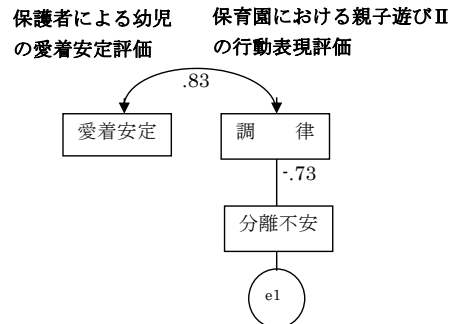 保護者による幼児
の愛着安定評価
保育園における親子遊びⅡ
の行動表現評価
.83
愛着安定
調　律
-.73
分離不安
e1